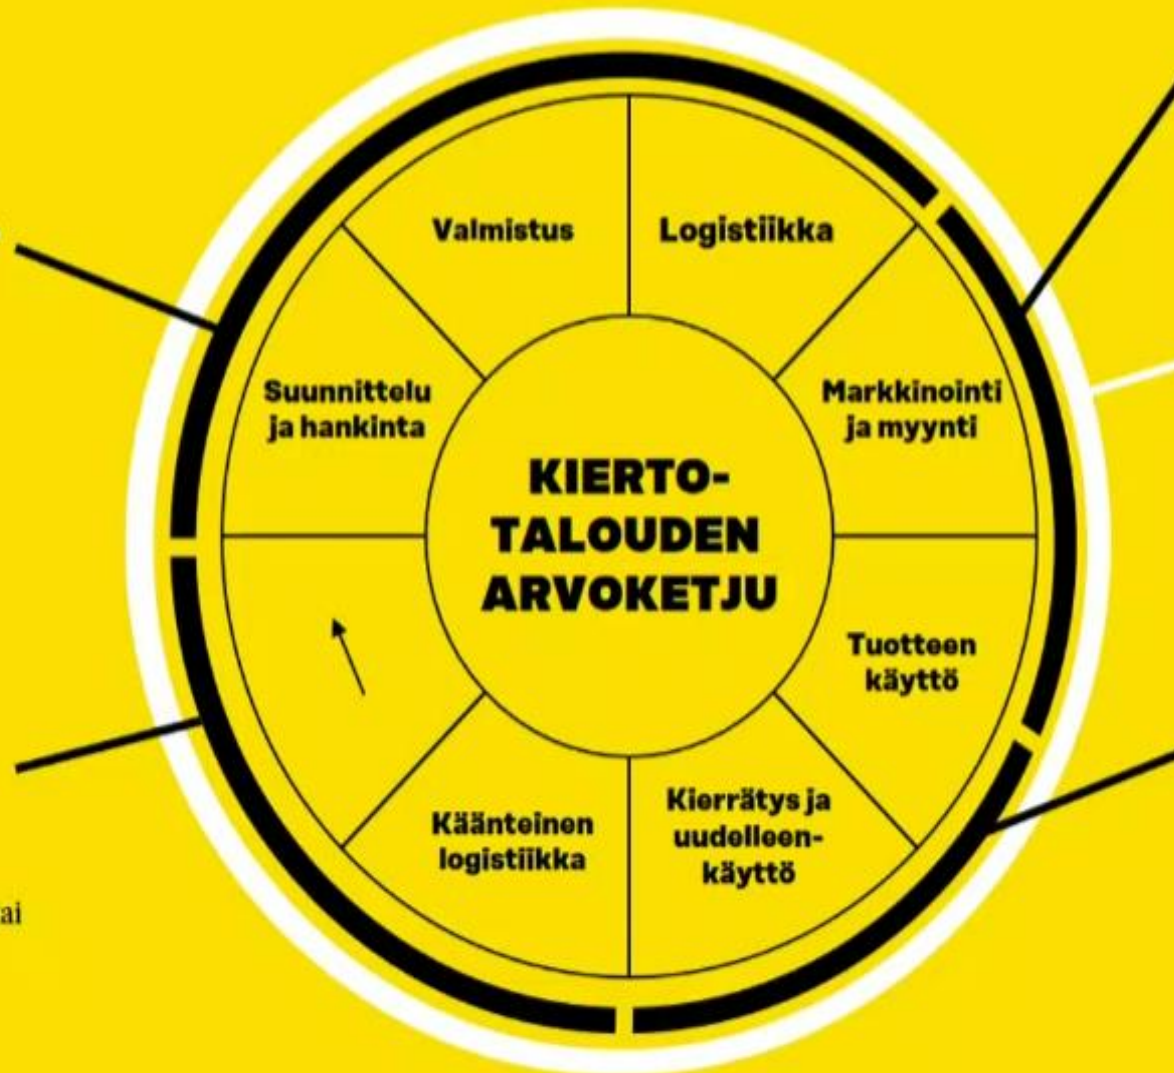 Valmistus
Logistiikka
Suunnittelu
ja hankinta
Markkinointi
ja myynti
KIERTO-
TALOUDEN
ARVOKETJU
Tuotteen
käyttö
Kierrätys ja
uudelleen-
käyttö
Käänteinen
logistiikka